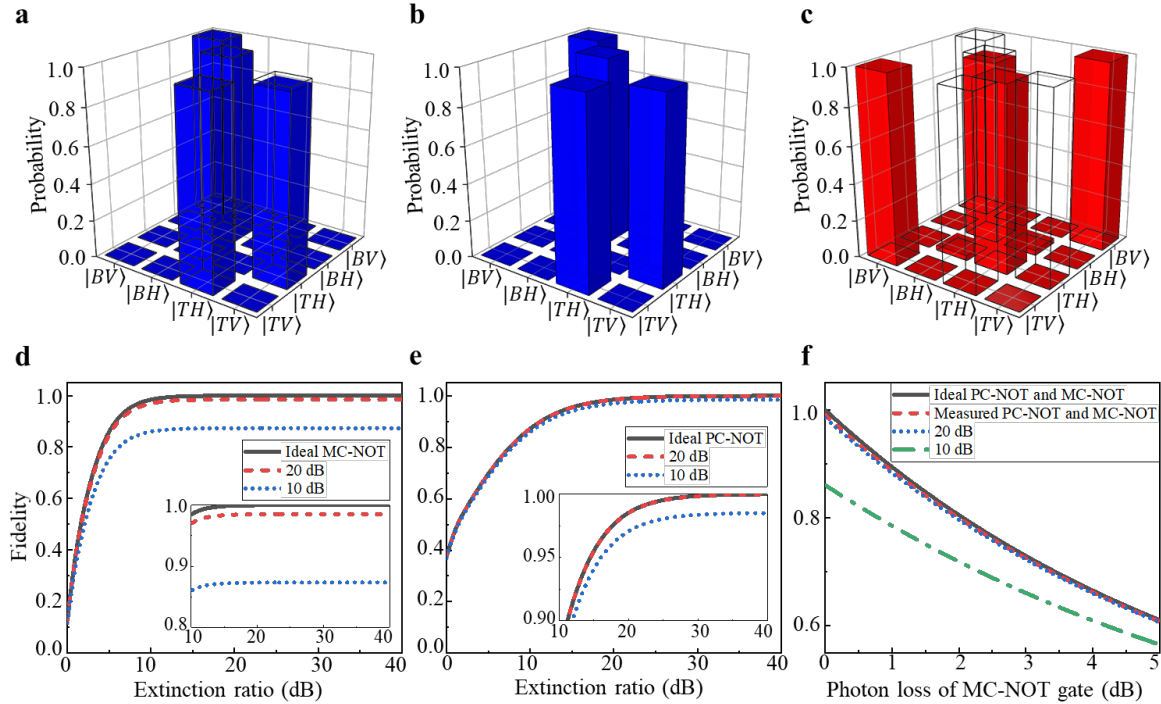 a
b
c
1.0
0.8
0.6
0.4
0.2
0.0
Probability
|BV⟩
|BH⟩
|TH⟩
|TV⟩
|TV⟩
|TH⟩
|BH⟩
|BV⟩
1.0
0.8
0.6
0.4
0.2
0.0
Probability
|BV⟩
|BH⟩
|TH⟩
|TV⟩
|TV⟩
|TH⟩
|BH⟩
|BV⟩
1.0
0.8
0.6
0.4
0.2
0.0
Probability
|BV⟩
|BH⟩
|TH⟩
|TV⟩
|TV⟩
|TH⟩
|BH⟩
|BV⟩
d
Fidelity
1.0
0.8
0.6
0.4
0.2
0.0
Ideal MC-NOT
20 dB
10 dB
1.0
0.9
0.8
10 20 30 40
0 10 20 30 40
Extinction ratio (dB)
e
1.0
0.8
0.6
0.4
0.2
0.0
Ideal PC-NOT
20 dB
10 dB
1.00
0.95
0.90
10 20 30 40
0 10 20 30 40
Extinction ratio (dB)
f
1.0
0.8
0.6
Ideal PC-NOT and MC-NOT
Measured PC-NOT and MC-NOT
20 dB
10 dB
0 1 2 3 4 5
Photon loss of MC-NOT gate (dB)